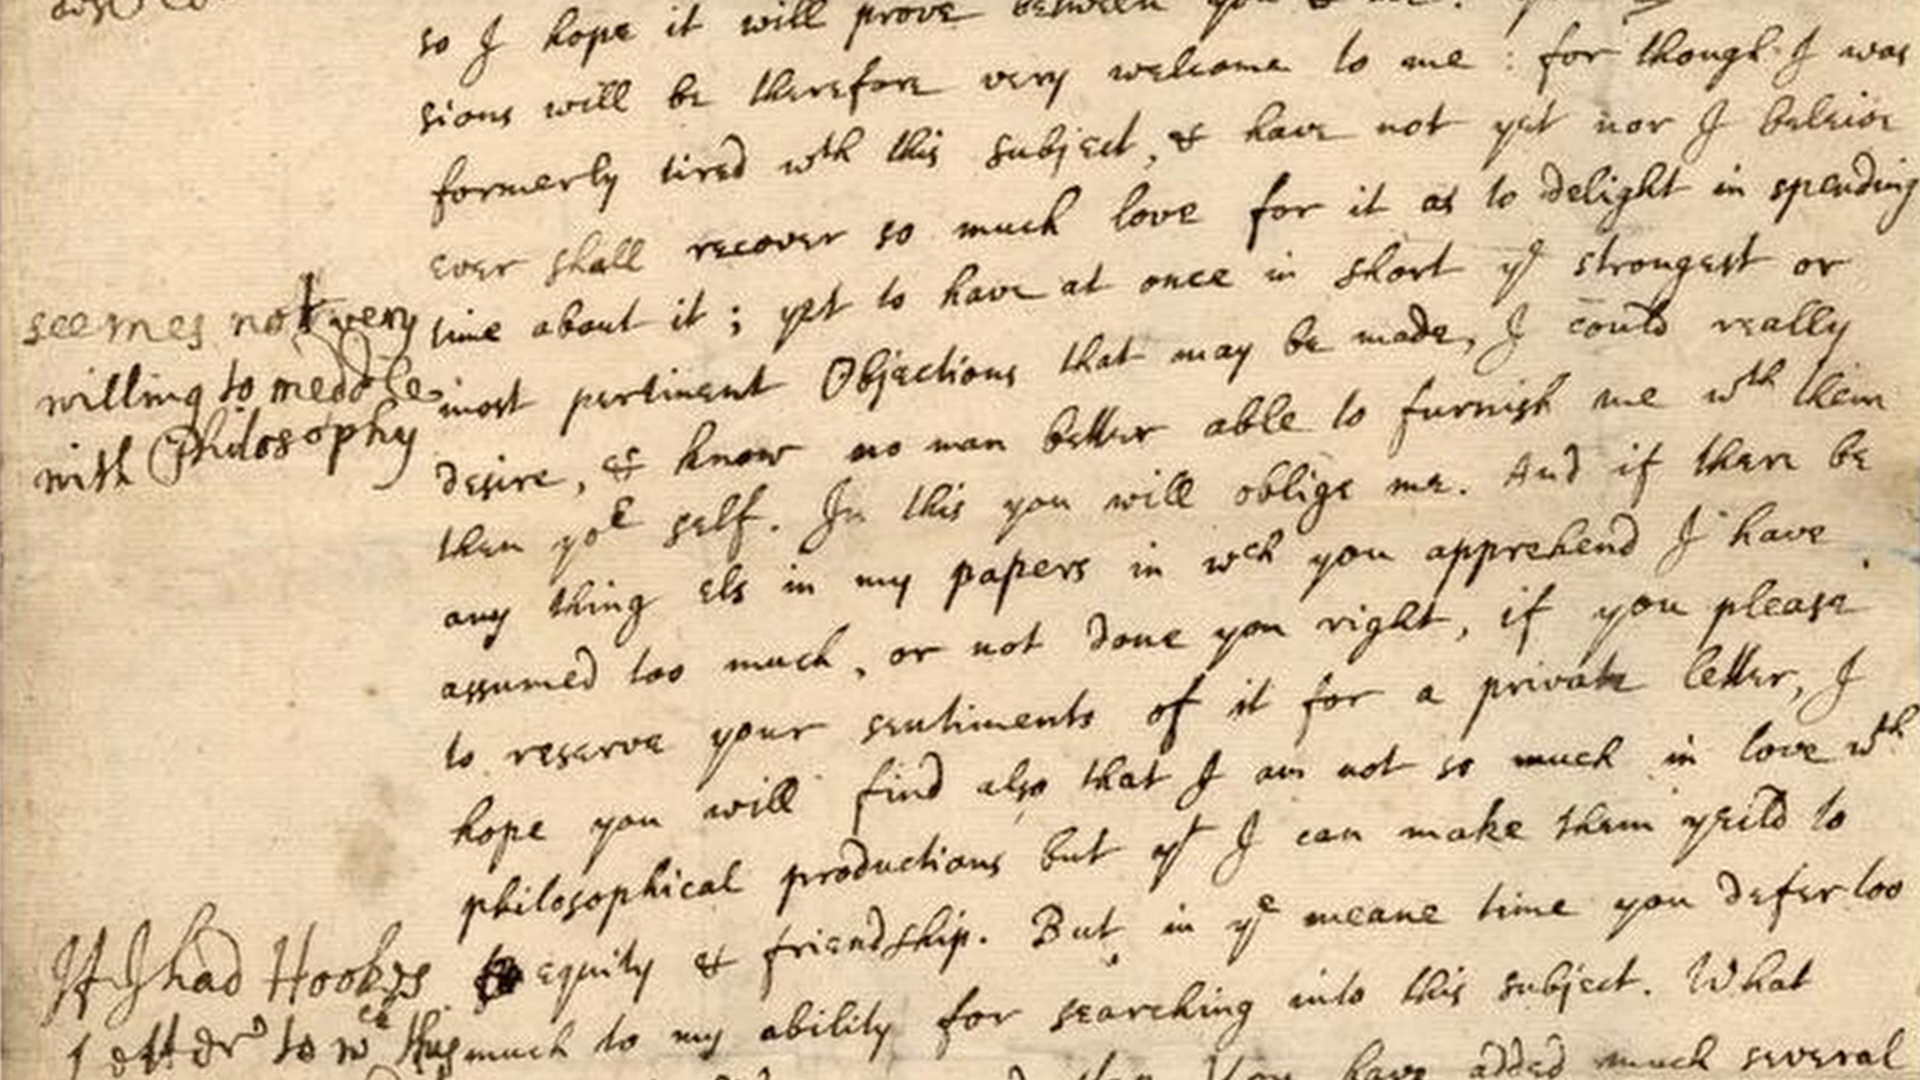 so I hope it will prove between you & me.
sions will be therefore very welcome to me : for though I was
formerly tired wth this subject, & have not yet nor I beleive
ever shall recover so much love for it as to delight in spending
time about it ; yet to have at once in short ye strongest or
most pertinent Objections that may be made, I could really
desire, & know no man better able to furnish me wth them
then yor self. In this you will oblige me. And if there be
any thing els in my papers in wch you apprehend I have
assumed too much, or not done you right, if you please
to reserve your sentiments of it for a private letter, I
hope you will find also that I am not so much in love wth
philosophical productions but yt I can make them yeild to
equity & friendship. But in ye meane time you defer too
much to my ability for searching into this subject. What
You have added much several
seemes not very
willing to meddle
with Philosophy
If I had Hookes
Letter to wch this